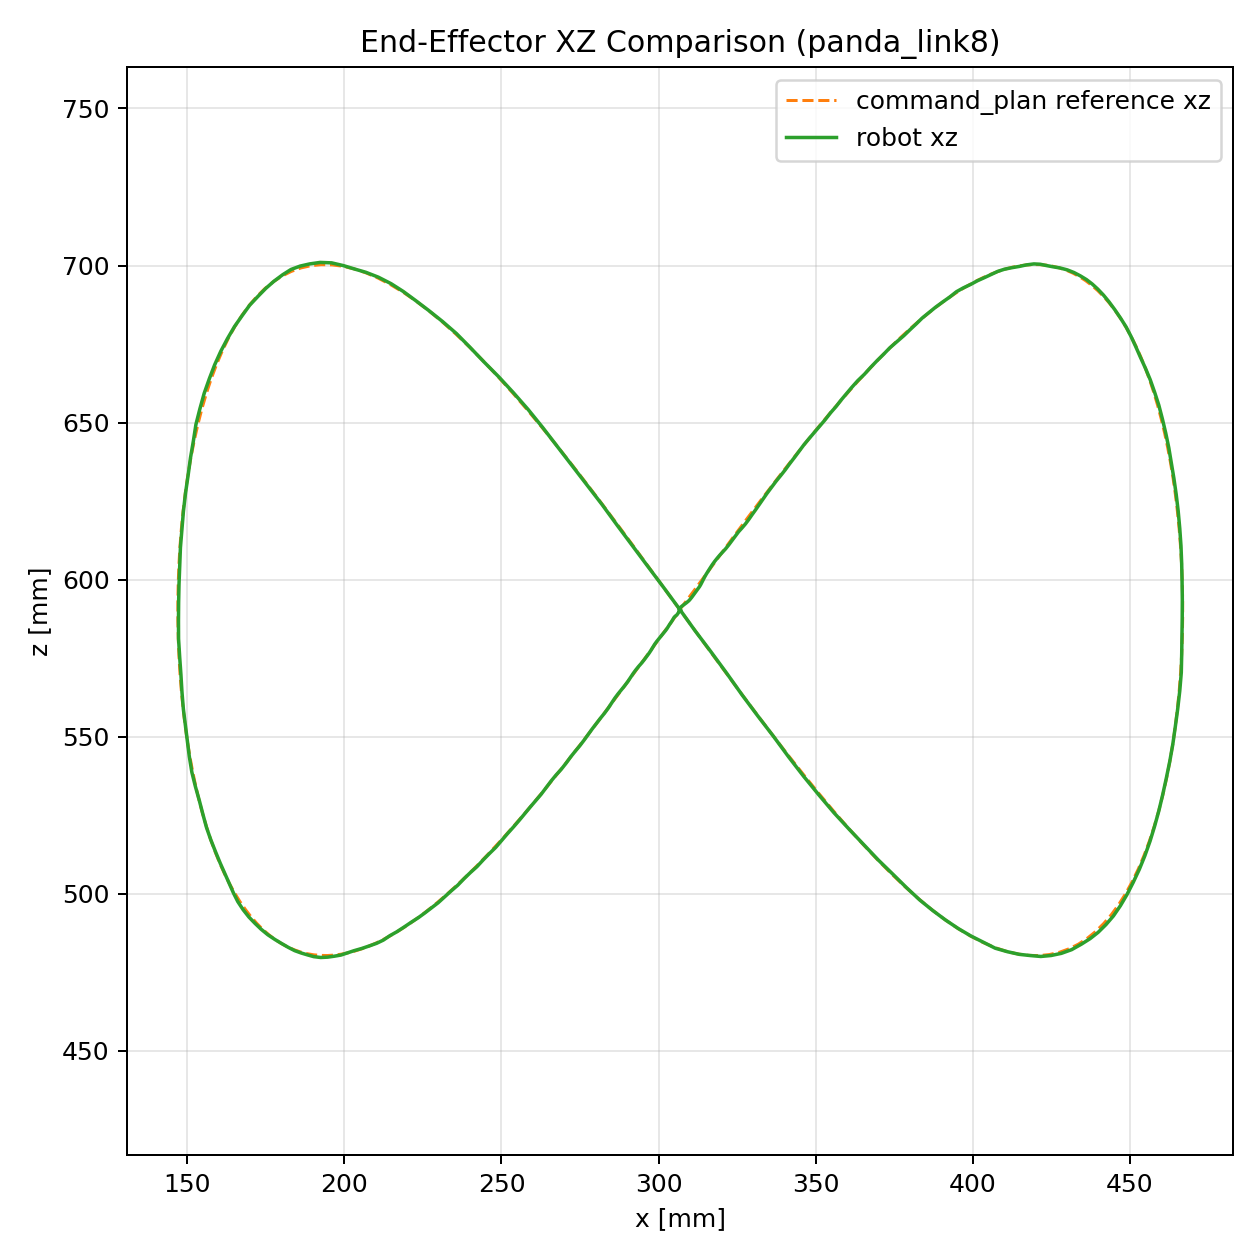 End-Effector XZ Comparison (panda_link8)
command_plan reference xz
robot xz
750
700
650
600
550
500
450
z [mm]
150
200
250
300
350
400
450
x [mm]